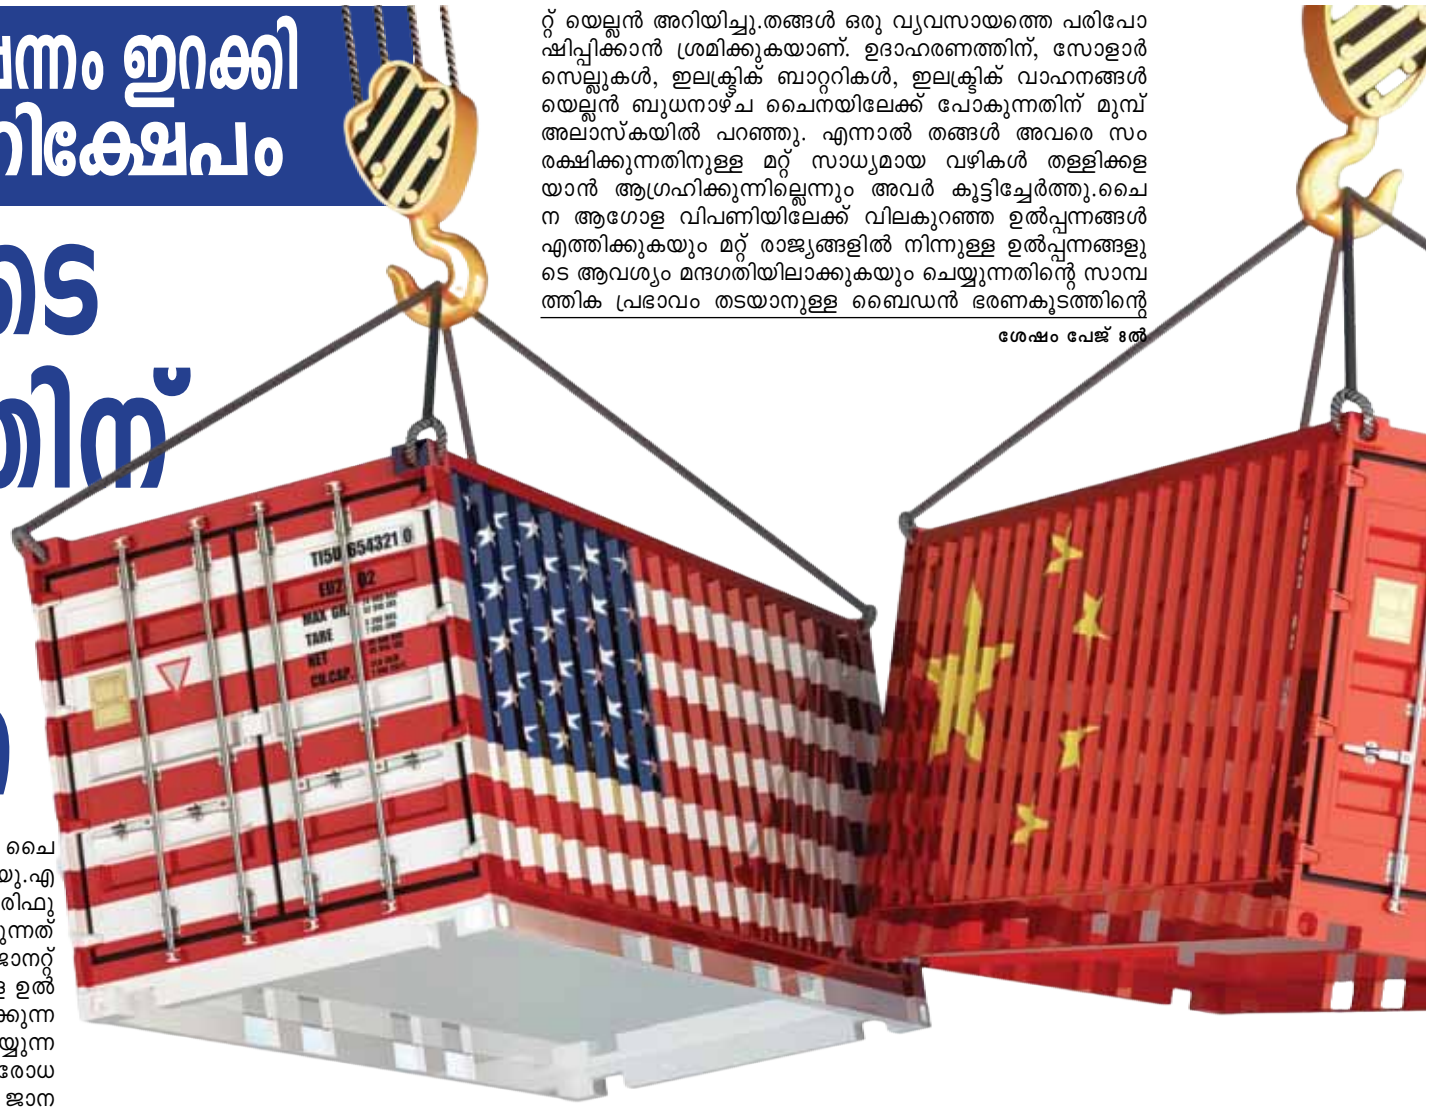 ഇറക്കി
നിക്ഷേപം
റ്റ് യെല്ലൻ അറിയിച്ചു.തങ്ങൾ ഒരു വ്യവസായത്തെ പരിപോ
ഷിപ്പിക്കാൻ ശ്രമിക്കുകയാണ്. ഉദാഹരണത്തിന്, സോളാർ
സെല്ലുകൾ, ഇലക്ട്രിക് ബാറ്ററികൾ, ഇലക്ട്രിക് വാഹനങ്ങൾ
യെല്ലൻ ബുധനാഴ്ച ചൈനയിലേക്ക് പോകുന്നതിന് മുമ്പ്
അലാസ്കയിൽ പറഞ്ഞു. എന്നാൽ തങ്ങൾ അവരെ സം
രക്ഷിക്കുന്നതിനുള്ള മറ്റ് സാധ്യമായ വഴികൾ തള്ളിക്കള
യാൻ ആഗ്രഹിക്കുന്നില്ലെന്നും അവർ കൂട്ടിച്ചേർത്തു.ചൈ
ന ആഗോള വിപണിയിലേക്ക് വിലകുറഞ്ഞ ഉൽപ്പന്നങ്ങൾ
എത്തിക്കുകയും മറ്റ് രാജ്യങ്ങളിൽ നിന്നുള്ള ഉൽപ്പന്നങ്ങളു
ടെ ആവശ്യം മന്ദഗതിയിലാക്കുകയും ചെയ്യുന്നതിന്റെ സാമ്പ
ത്തിക പ്രഭാവം തടയാനുള്ള ബൈഡൻ ഭരണകൂടത്തിന്റെ
ശേഷം പേജ് 8ൽ
TI5U 654321 0
MAX GR.
TARE
NET
CU.CAP.
ചൈ
യു.എ
രിഫു
ുന്നത്
ജാനറ്റ്
ള ഉൽ
ക്കുന്ന
യ്യുന്ന
രോധ
ജാന